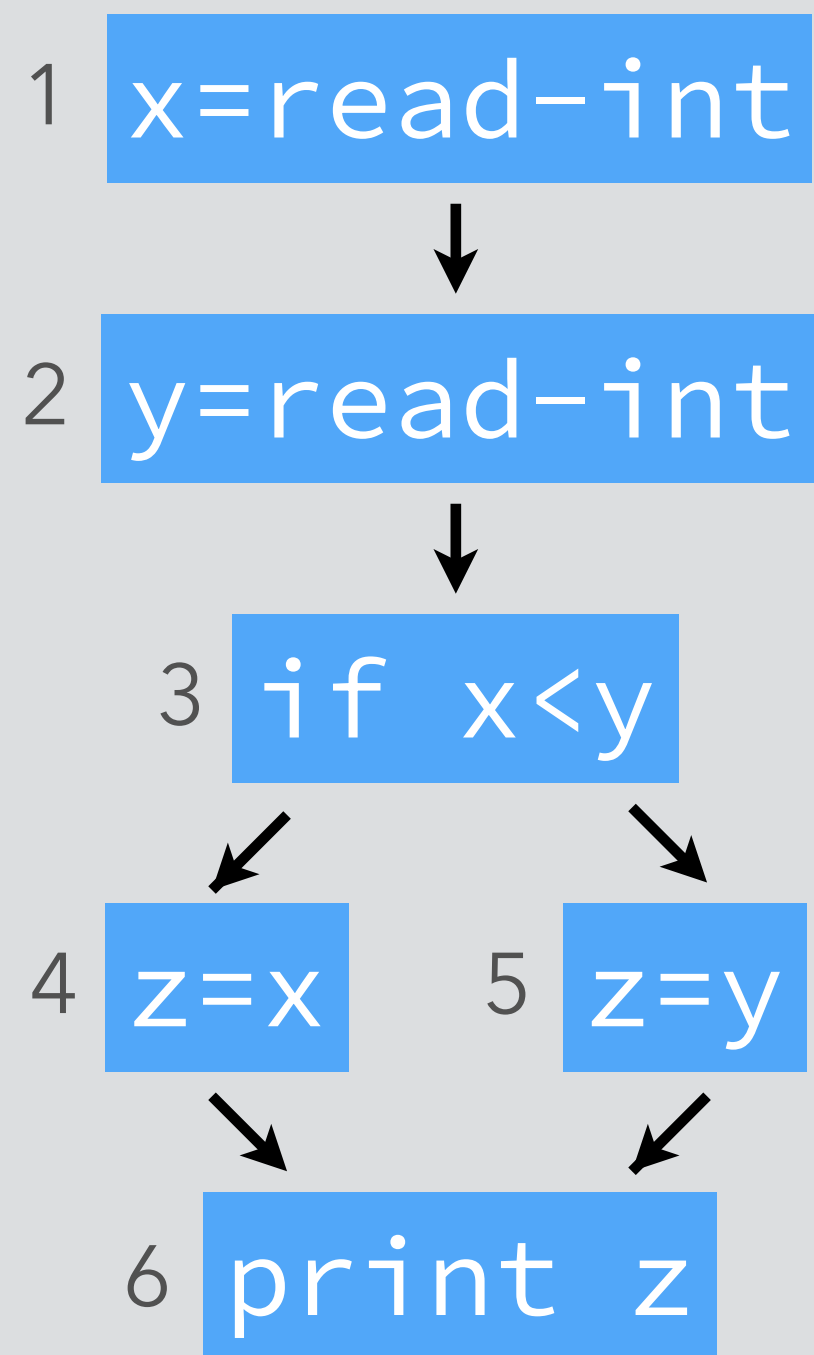 1 x=read-int
2 y=read-int
3 if x<y
4 z=x 5 z=y
6 print z